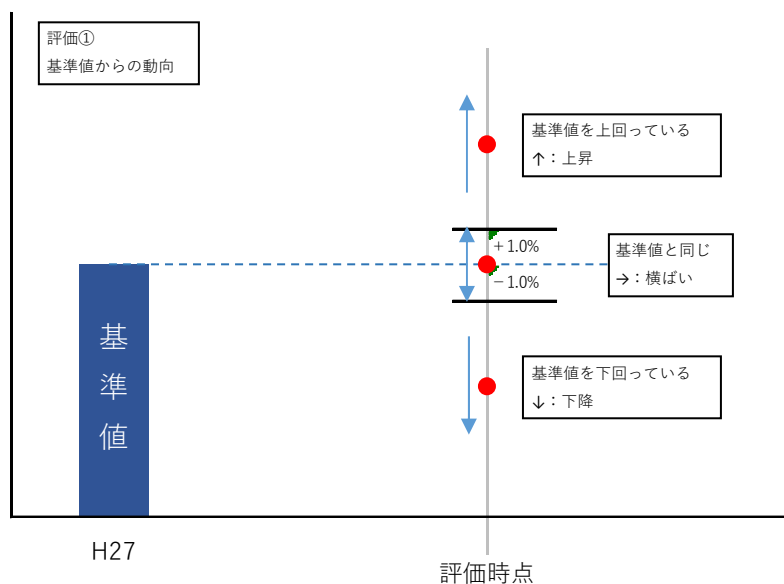 評価①
基準値からの動向
基準値を上回っている
↑：上昇
＋1.0%
－1.0%
基準値と同じ
→：横ばい
基準値を下回っている
↓：下降
基
準
値
H27
評価時点